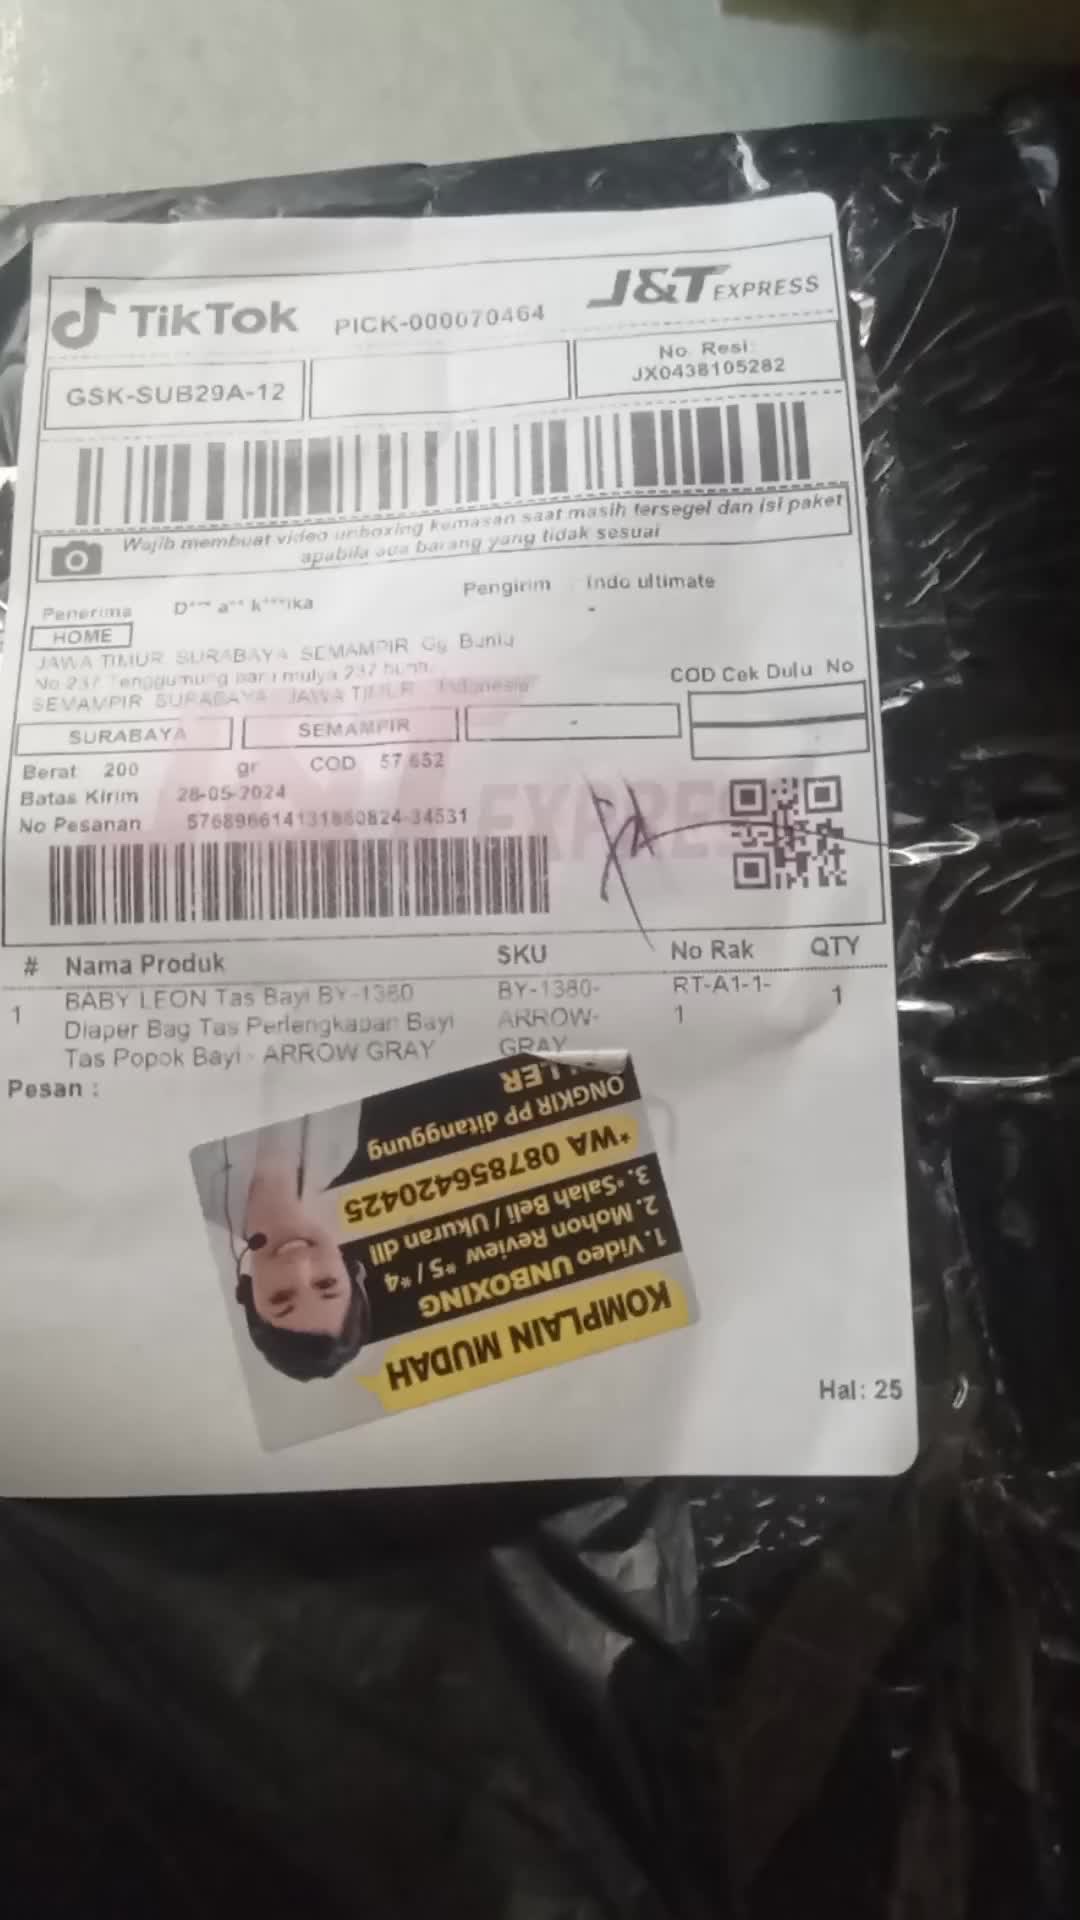 TikTok
PICK-000070464
J&T EXPRESS
GSK-SUB29A-12
No. Resi:
JX0438105282
Wajib membuat video unboxing kemasan saat masih tersegel dan isi paket
apabila ada barang yang tidak sesuai
Penerima D*** a** k***ika
Pengirim : Indo ultimate
-
HOME
JAWA TIMUR, SURABAYA, SEMAMPIR, Gg. Buntu
No 237
SEMAMPIR, SURABAYA, JAWA TIMUR, Indonesia
COD Cek Dulu No
SURABAYA
SEMAMPIR
-
Berat 200 gr COD 57.652
Batas Kirim 28-05-2024
No Pesanan
EXPRESS
# Nama Produk SKU No Rak QTY
1 BABY LEON Tas Bayi BY-1380 BY-1380- RT-A1-1- 1
Diaper Bag Tas Perlengkapan Bayi ARROW- 1
Tas Popok Bayi - ARROW GRAY GRAY
Pesan :
KOMPLAIN MUDAH
1. Video UNBOXING
2. Mohon Review *5 / *4
3. *Salah Beli / Ukuran dll
*WA 087856420425
ONGKIR PP ditanggung
Hal: 25